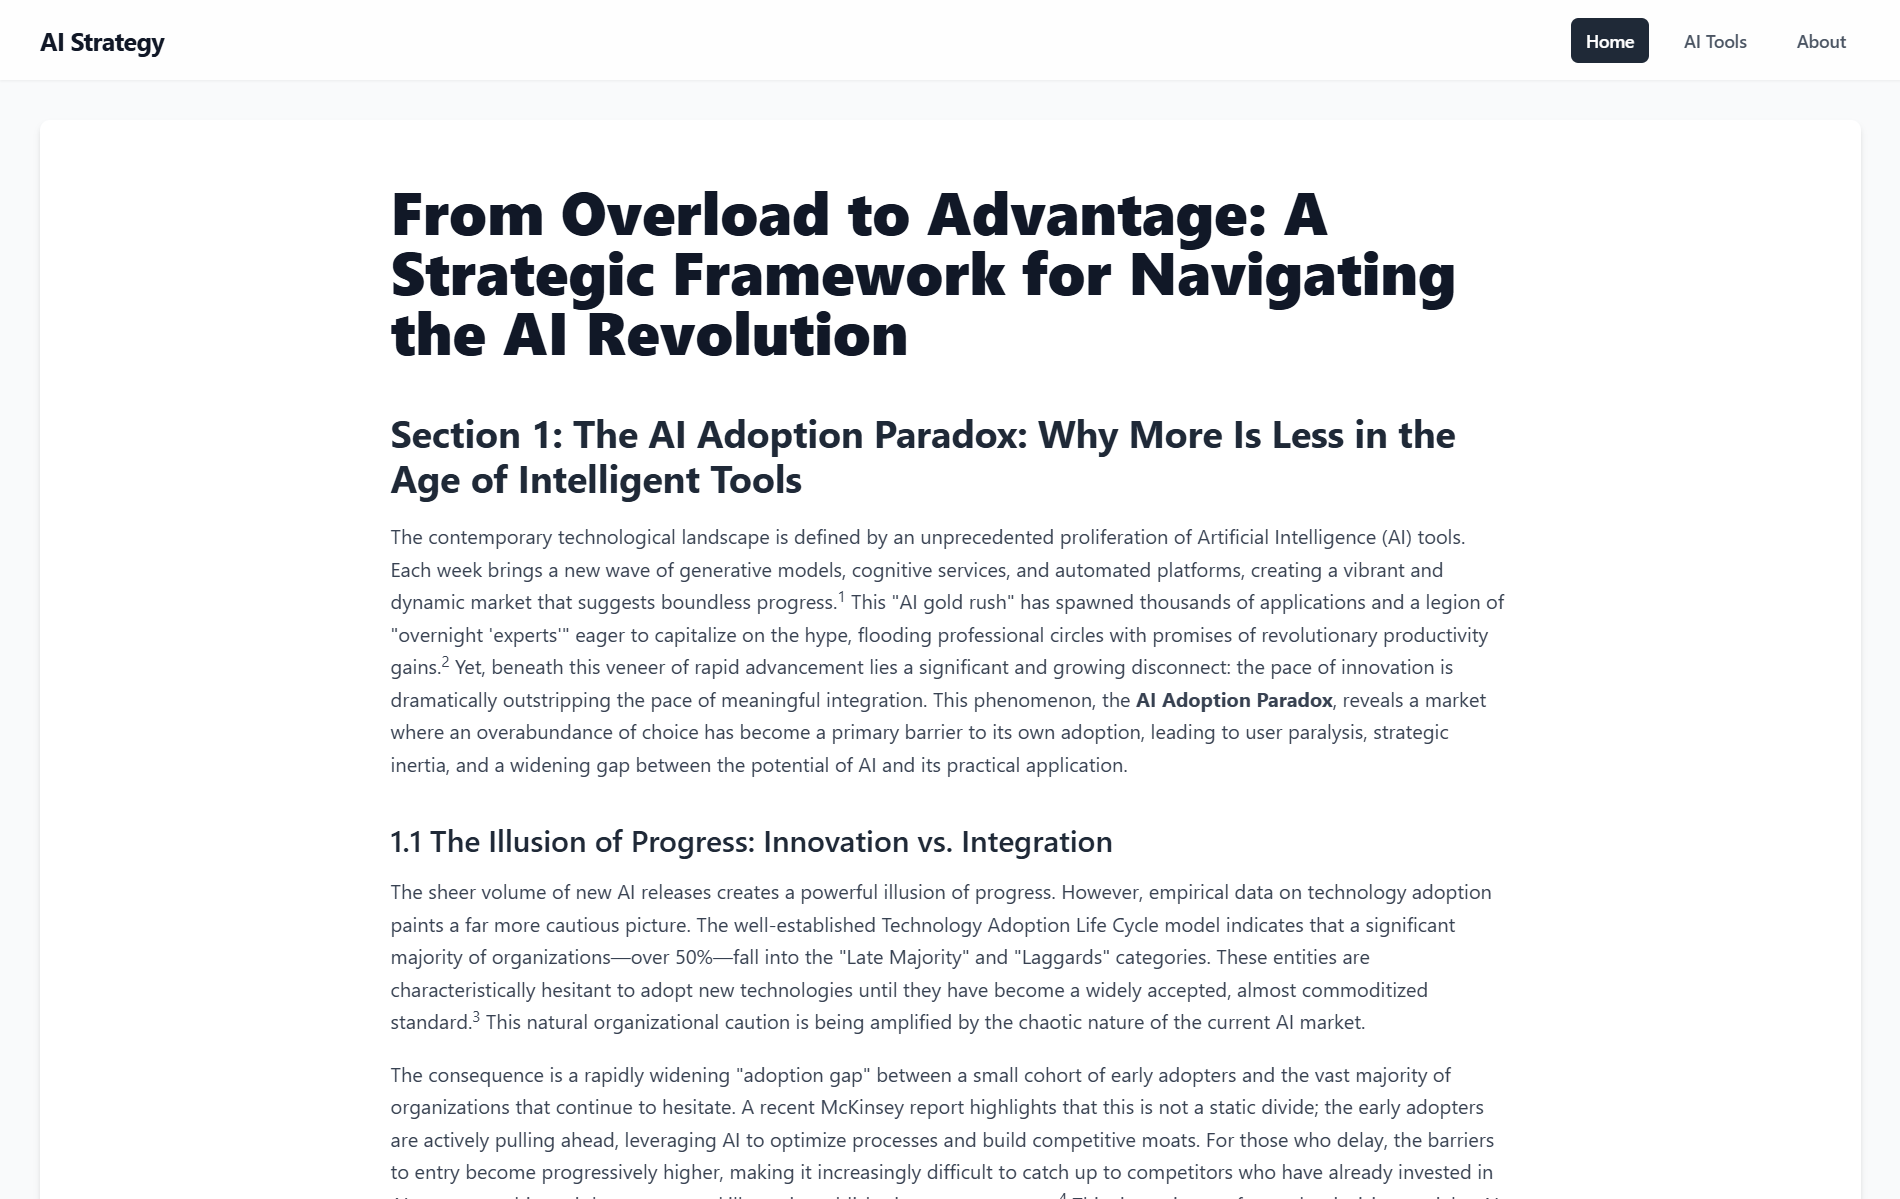 AI Strategy
Home
AI Tools
About
From Overload to Advantage: A
Strategic Framework for Navigating
the AI Revolution
Section 1: The AI Adoption Paradox: Why More Is Less in the
Age of Intelligent Tools
The contemporary technological landscape is defined by an unprecedented proliferation of Artificial Intelligence (AI) tools.
Each week brings a new wave of generative models, cognitive services, and automated platforms, creating a vibrant and
dynamic market that suggests boundless progress.1 This "AI gold rush" has spawned thousands of applications and a legion of
"overnight 'experts'" eager to capitalize on the hype, flooding professional circles with promises of revolutionary productivity
gains.2 Yet, beneath this veneer of rapid advancement lies a significant and growing disconnect: the pace of innovation is
dramatically outstripping the pace of meaningful integration. This phenomenon, the AI Adoption Paradox, reveals a market
where an overabundance of choice has become a primary barrier to its own adoption, leading to user paralysis, strategic
inertia, and a widening gap between the potential of AI and its practical application.
1.1 The Illusion of Progress: Innovation vs. Integration
The sheer volume of new AI releases creates a powerful illusion of progress. However, empirical data on technology adoption
paints a far more cautious picture. The well-established Technology Adoption Life Cycle model indicates that a significant
majority of organizations—over 50%—fall into the "Late Majority" and "Laggards" categories. These entities are
characteristically hesitant to adopt new technologies until they have become a widely accepted, almost commoditized
standard.3 This natural organizational caution is being amplified by the chaotic nature of the current AI market.
The consequence is a rapidly widening "adoption gap" between a small cohort of early adopters and the vast majority of
organizations that continue to hesitate. A recent McKinsey report highlights that this is not a static divide; the early adopters
are actively pulling ahead, leveraging AI to optimize processes and build competitive moats. For those who delay, the barriers
to entry become progressively higher, making it increasingly difficult to catch up to competitors who have already invested in